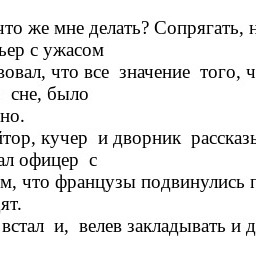 что же мне делать? Сопрягать,
ьер с ужасом
вовал, что все значение того, ч
сне, было
но.
йтор, кучер и дворник рассказы
ал офицер с
м, что французы подвинулись
ят.
встал и, велев закладывать и д